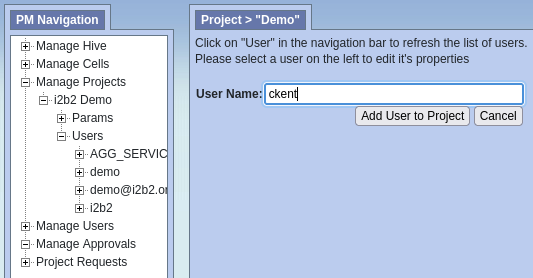 PM Navigation
Manage Hive
Manage Cells
Manage Projects
i2b2 Demo
Params
Users
AGG_SERVIC
demo
demo@i2b2.or
i2b2
Manage Users
Manage Approvals
Project Requests
Project > "Demo"
Click on "User" in the navigation bar to refresh the list of users.
Please select a user on the left to edit it's properties
User Name: ckent
Add User to Project Cancel